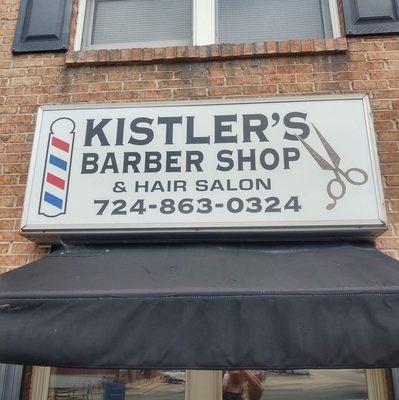 KISTLER'S
BARBER SHOP
& HAIR SALON
724-863-0324